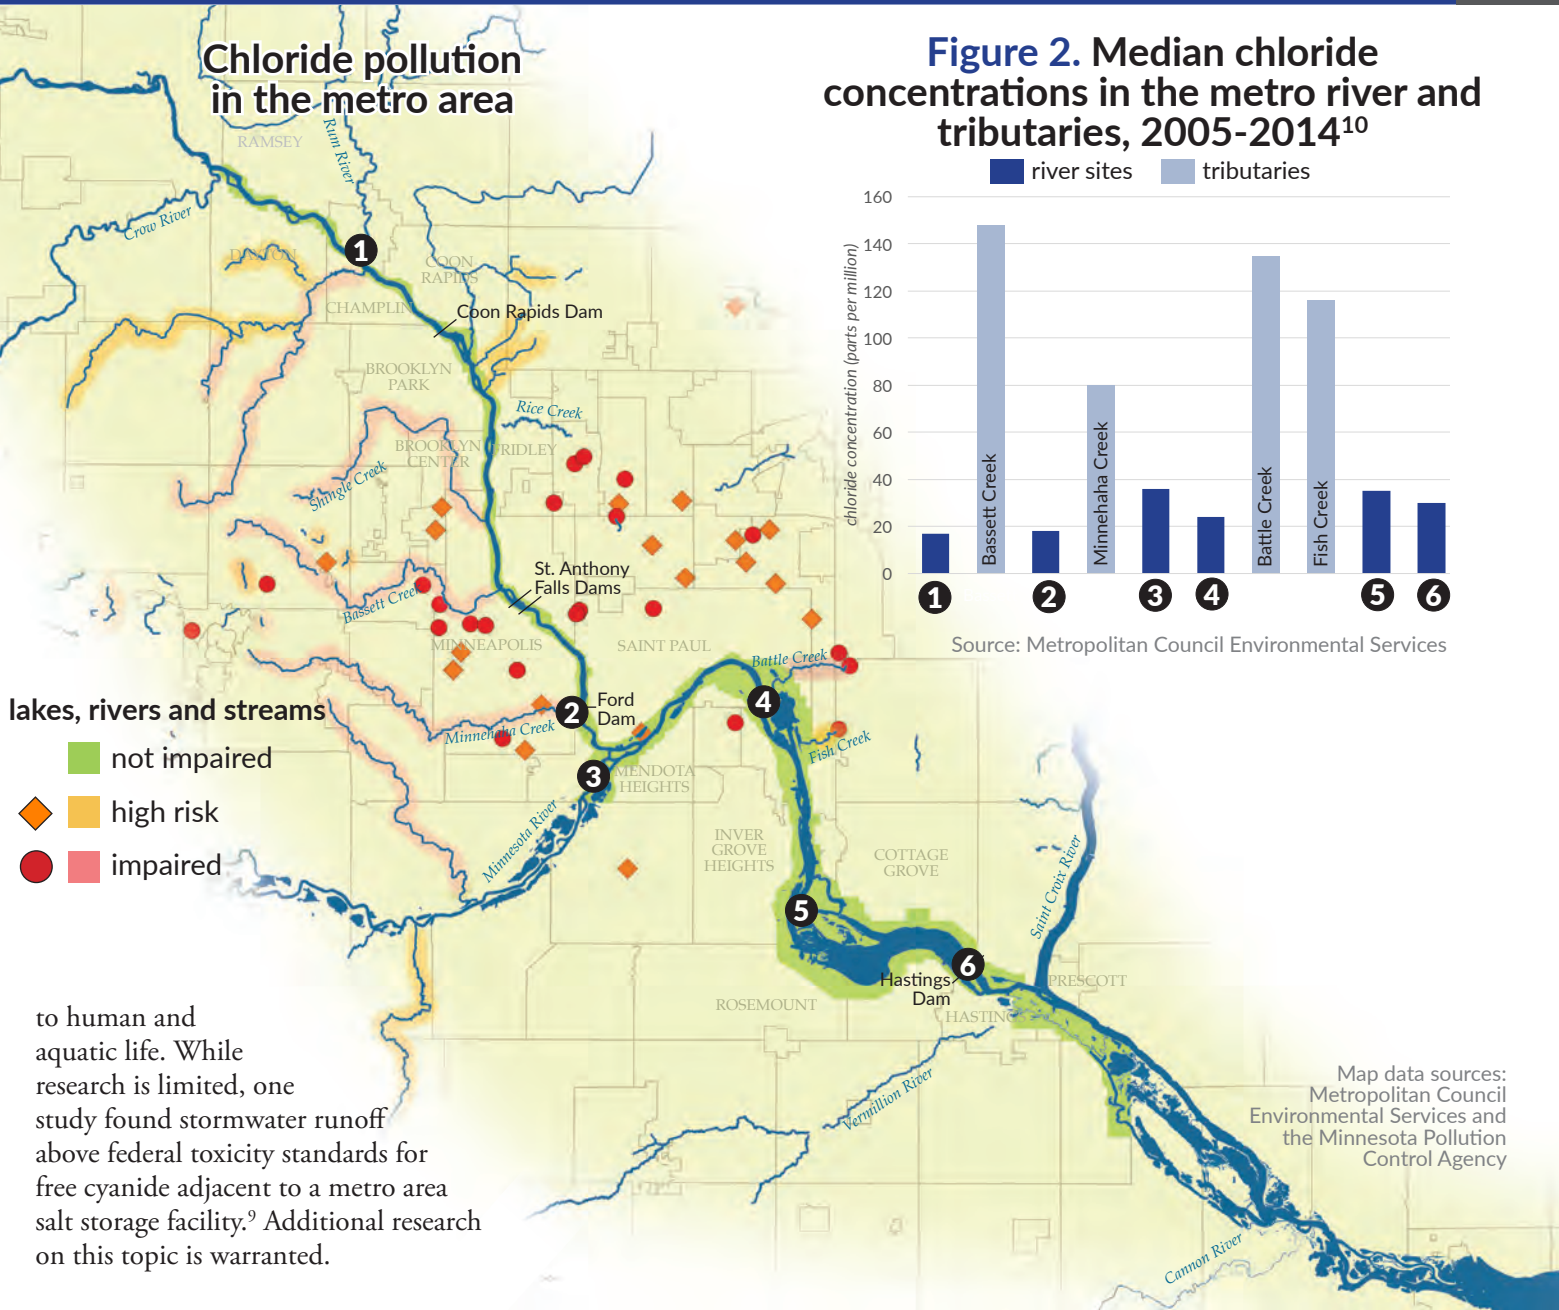 Chloride pollution
in the metro area
Figure 2. Median chloride
concentrations in the metro river and
tributaries, 2005-2014¹⁰
river sites
tributaries
chloride concentration (parts per million)
160
140
120
100
80
60
40
20
0
Bassett Creek
Minnehaha Creek
Battle Creek
Fish Creek
1
2
3
4
5
6
Source: Metropolitan Council Environmental Services
RAMSEY
Rum River
Crow River
DAYTON
1
COON
RAPIDS
CHAMPLIN
Coon Rapids Dam
BROOKLYN
PARK
Rice Creek
BROOKLYN
CENTER
FRIDLEY
Shingle Creek
St. Anthony
Falls Dams
Bassett Creek
MINNEAPOLIS
SAINT PAUL
Battle Creek
2
Ford
Dam
4
Minnehaha Creek
Fish Creek
3
MENDOTA
HEIGHTS
Minnesota River
INVER
GROVE
HEIGHTS
COTTAGE
GROVE
Saint Croix River
5
6
Hastings
Dam
PRESCOTT
ROSEMOUNT
HASTINGS
Vermillion River
Cannon River
lakes, rivers and streams
not impaired
high risk
impaired
to human and
aquatic life. While
research is limited, one
study found stormwater runoff
above federal toxicity standards for
free cyanide adjacent to a metro area
salt storage facility.⁹ Additional research
on this topic is warranted.
Map data sources:
Metropolitan Council
Environmental Services and
the Minnesota Pollution
Control Agency